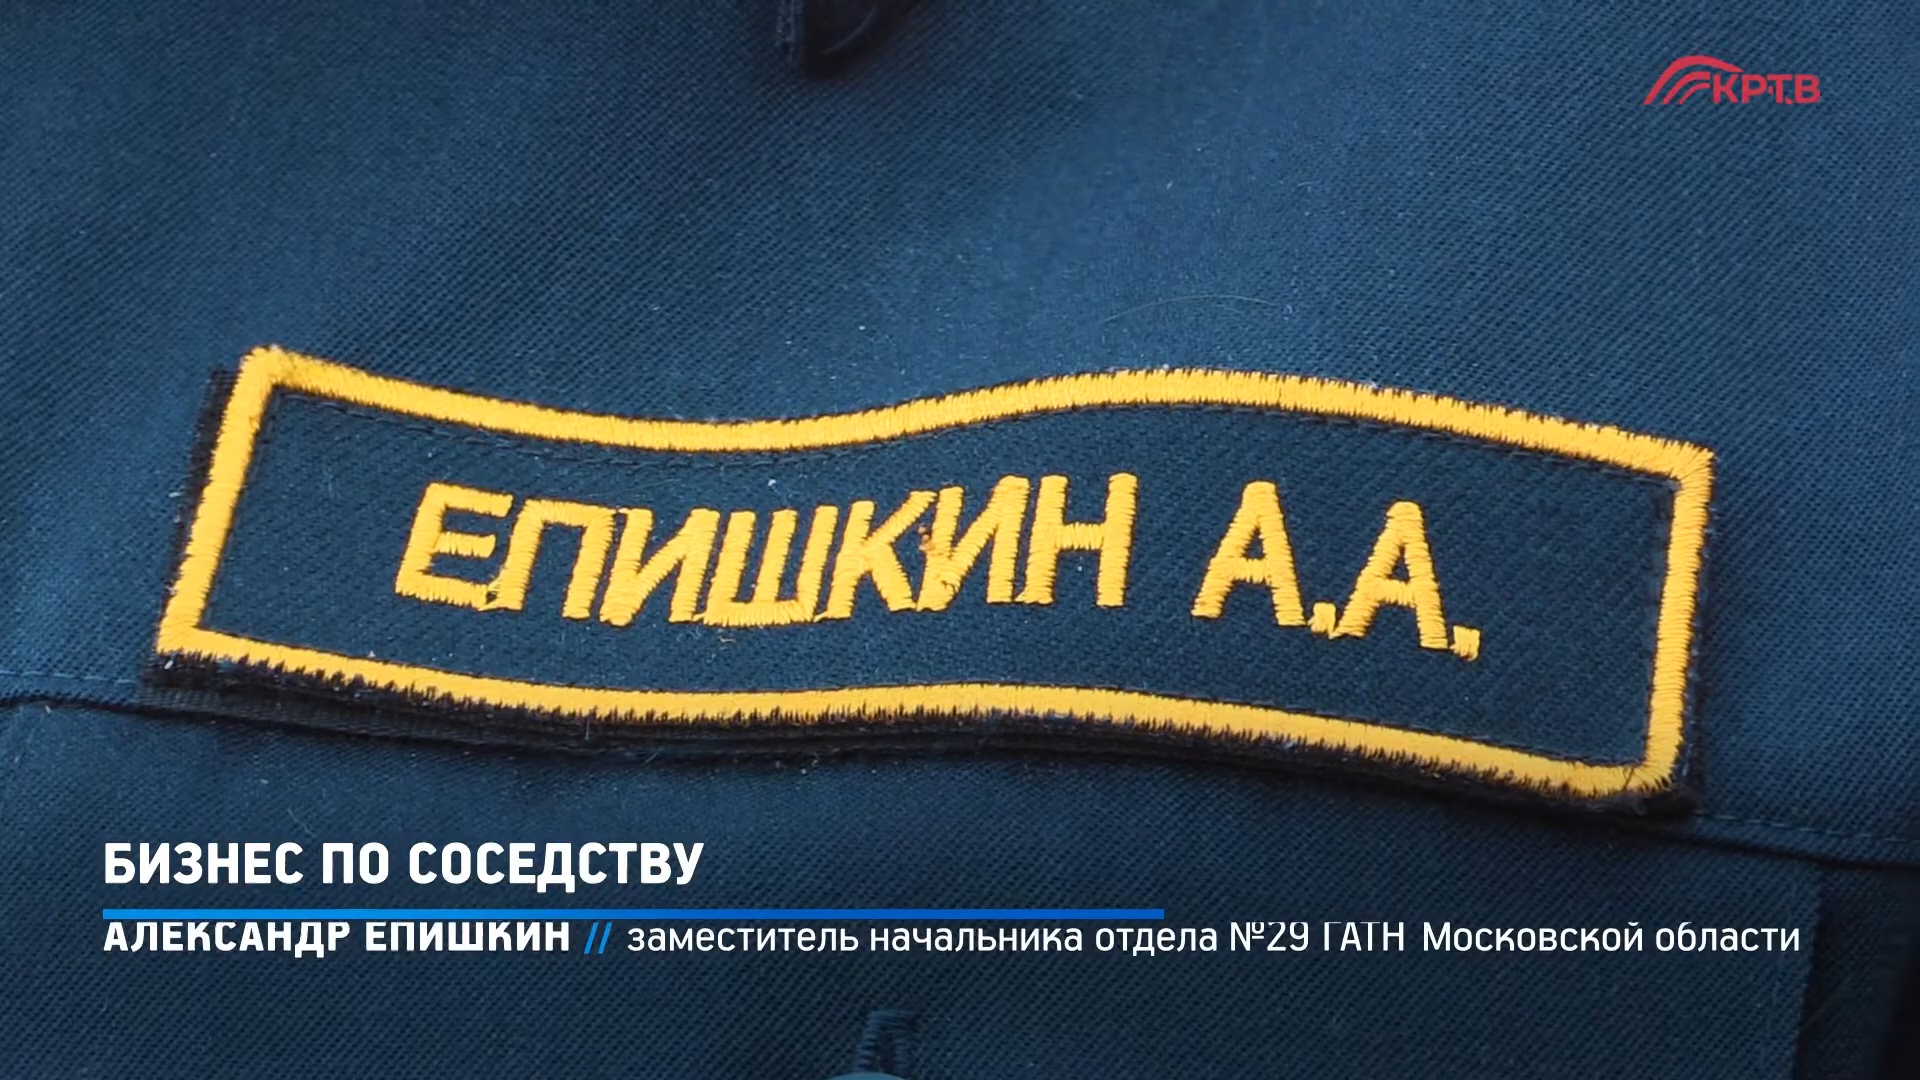 КРТВ
ЕПИШКИН А.А.
БИЗНЕС ПО СОСЕДСТВУ
АЛЕКСАНДР ЕПИШКИН // заместитель начальника отдела №29 ГАТН Московской области